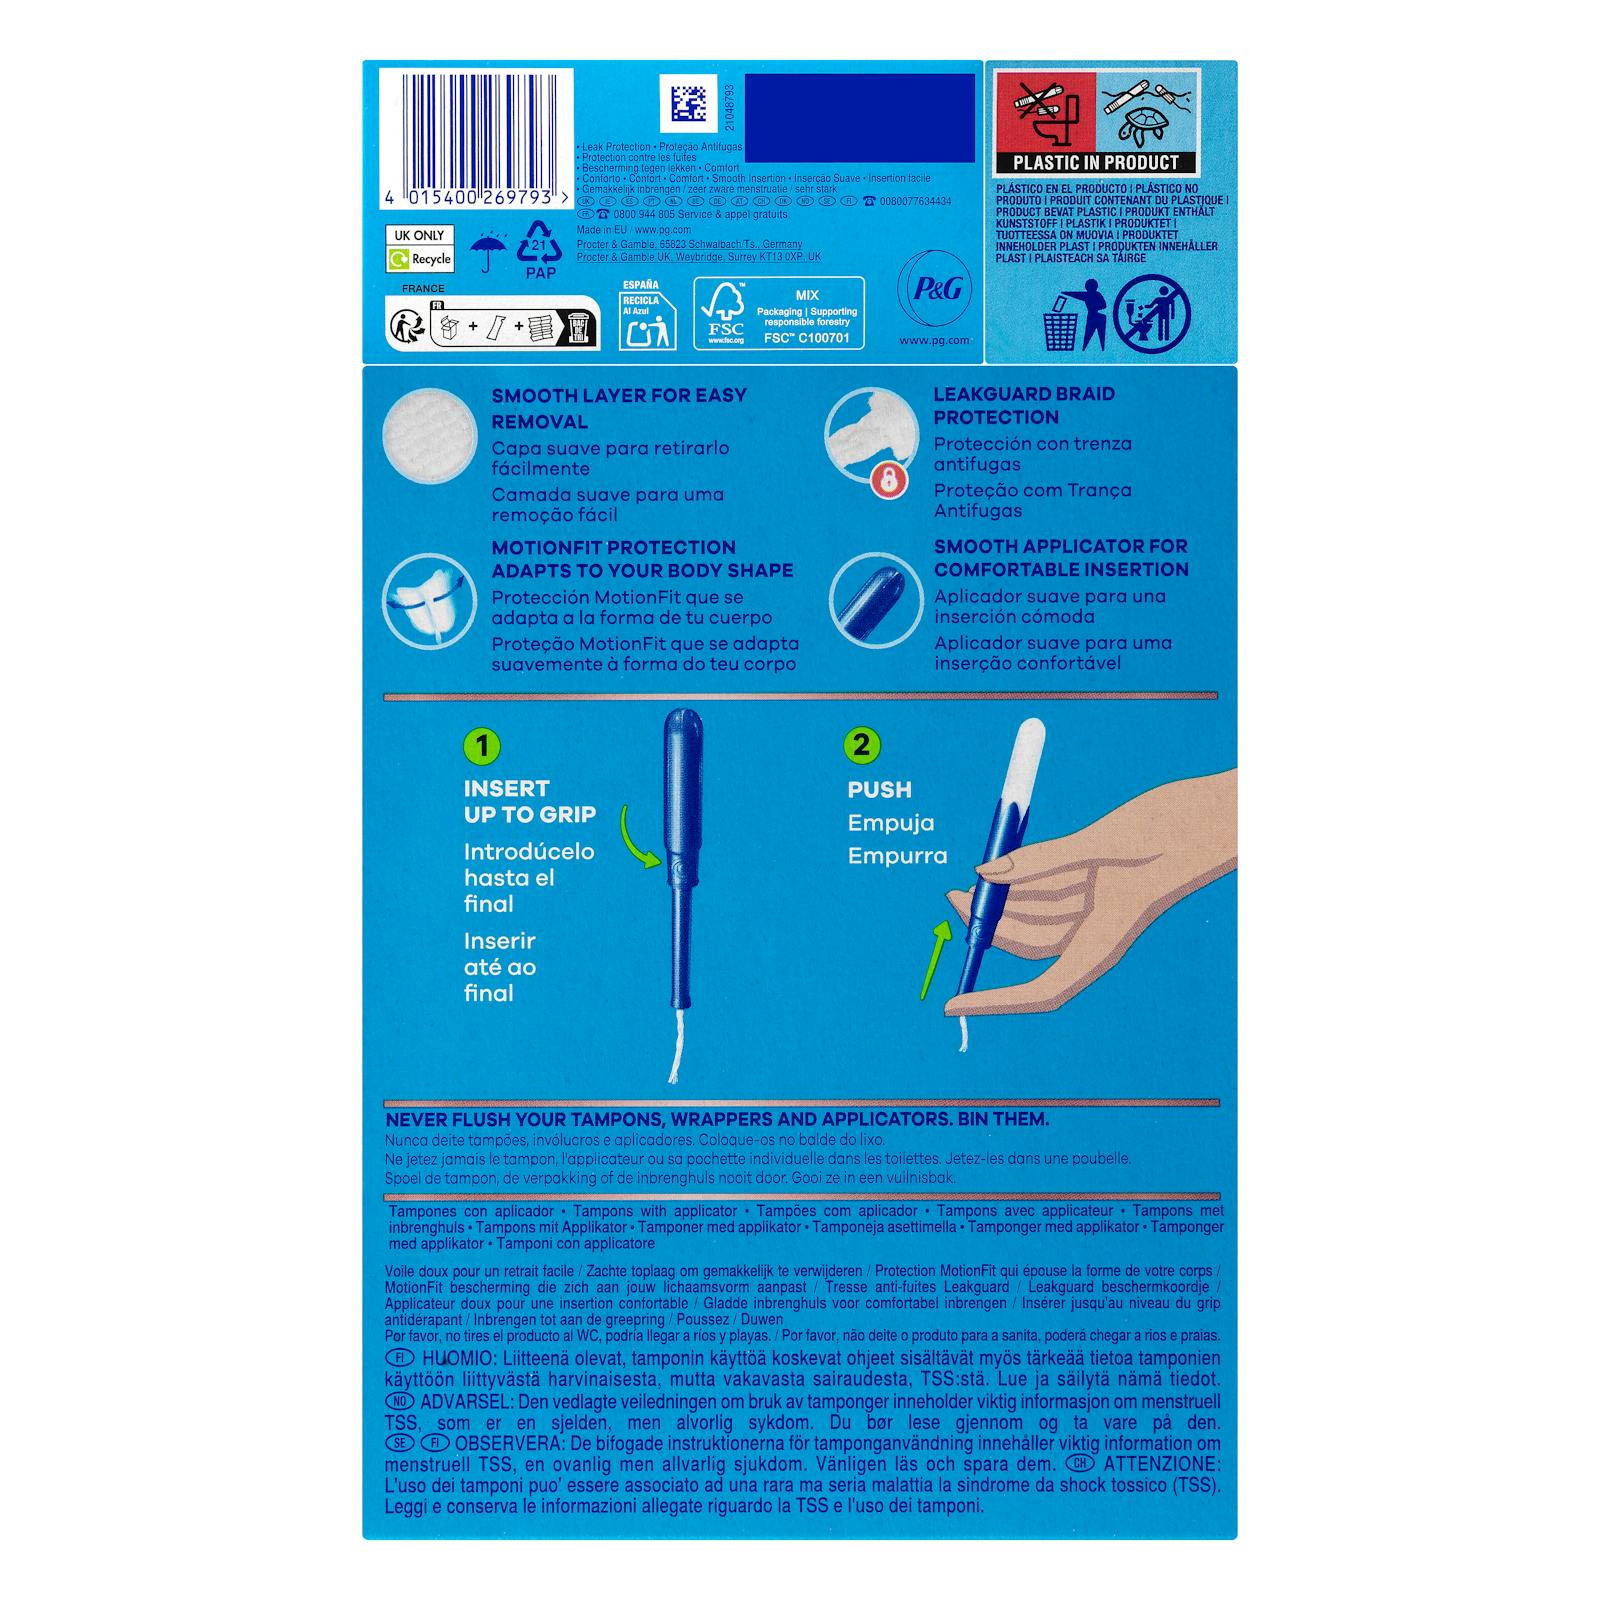 4 015400 269793 >
21048793
• Leak Protection • Proteção Antifugas
• Protection contre les fuites
• Bescherming tegen lekken • Comfort
• Conforto • Confort • Comfort • Smooth Insertion • Inserção Suave • Insertion facile
• Gemakkelijk inbrengen / zeer zware menstruatie / sehr stark
UK IE ES PT NL BE DE AT CH DK NO SE FI ☎ 0080077634434
FR ☎ 0800 944 805 Service & appel gratuits
Made in EU / www.pg.com
Procter & Gamble, 65823 Schwalbach/Ts., Germany
Procter & Gamble UK, Weybridge, Surrey KT13 0XP, UK
UK ONLY
Recycle
21
PAP
FRANCE
FR
+ +
BAC DE TRI
ESPAÑA
RECICLA
Al Azul
FSC
www.fsc.org
MIX
Packaging | Supporting
responsible forestry
FSC™ C100701
P&G
www.pg.com
PLASTIC IN PRODUCT
PLÁSTICO EN EL PRODUCTO | PLÁSTICO NO
PRODUTO | PRODUIT CONTENANT DU PLASTIQUE |
PRODUCT BEVAT PLASTIC | PRODUKT ENTHÄLT
KUNSTSTOFF | PLASTIK I PRODUKTET |
TUOTTEESSA ON MUOVIA | PRODUKTET
INNEHOLDER PLAST | PRODUKTEN INNEHÅLLER
PLAST | PLAISTEACH SA TÁIRGE
SMOOTH LAYER FOR EASY
REMOVAL
Capa suave para retirarlo
fácilmente
Camada suave para uma
remoção fácil
LEAKGUARD BRAID
PROTECTION
Protección con trenza
antifugas
Proteção com Trança
Antifugas
MOTIONFIT PROTECTION
ADAPTS TO YOUR BODY SHAPE
Protección MotionFit que se
adapta a la forma de tu cuerpo
Proteção MotionFit que se adapta
suavemente à forma do teu corpo
SMOOTH APPLICATOR FOR
COMFORTABLE INSERTION
Aplicador suave para una
inserción cómoda
Aplicador suave para uma
inserção confortável
1
INSERT
UP TO GRIP
Introdúcelo
hasta el
final
Inserir
até ao
final
2
PUSH
Empuja
Empurra
NEVER FLUSH YOUR TAMPONS, WRAPPERS AND APPLICATORS. BIN THEM.
Nunca deite tampões, invólucros e aplicadores. Coloque-os no balde do lixo.
Ne jetez jamais le tampon, l'applicateur ou sa pochette individuelle dans les toilettes. Jetez-les dans une poubelle.
Spoel de tampon, de verpakking of de inbrenghuls nooit door. Gooi ze in een vuilnisbak.
Tampones con aplicador • Tampons with applicator • Tampões com aplicador • Tampons avec applicateur • Tampons met
inbrenghuls • Tampons mit Applikator • Tamponer med applikator • Tamponeja asettimella • Tamponger med applikator • Tamponger
med applikator • Tamponi con applicatore
Voile doux pour un retrait facile / Zachte toplaag om gemakkelijk te verwijderen / Protection MotionFit qui épouse la forme de votre corps /
MotionFit bescherming die zich aan jouw lichaamsvorm aanpast / Tresse anti-fuites Leakguard / Leakguard beschermkoordje /
Applicateur doux pour une insertion confortable / Gladde inbrenghuls voor comfortabel inbrengen / Insérer jusqu'au niveau du grip
antidérapant / Inbrengen tot aan de greepring / Poussez / Duwen
Por favor, no tires el producto al WC, podría llegar a ríos y playas. / Por favor, não deite o produto para a sanita, poderá chegar a rios e praias.
FI HUOMIO: Liitteenä olevat, tamponin käyttöä koskevat ohjeet sisältävät myös tärkeää tietoa tamponien
käyttöön liittyvästä harvinaisesta, mutta vakavasta sairaudesta, TSS:stä. Lue ja säilytä nämä tiedot.
NO ADVARSEL: Den vedlagte veiledningen om bruk av tamponger inneholder viktig informasjon om menstruell
TSS, som er en sjelden, men alvorlig sykdom. Du bør lese gjennom og ta vare på den.
SE FI OBSERVERA: De bifogade instruktionerna för tamponganvändning innehåller viktig information om
menstruell TSS, en ovanlig men allvarlig sjukdom. Vänligen läs och spara dem. CH ATTENZIONE:
L'uso dei tamponi puo' essere associato ad una rara ma seria malattia la sindrome da shock tossico (TSS).
Leggi e conserva le informazioni allegate riguardo la TSS e l'uso dei tamponi.